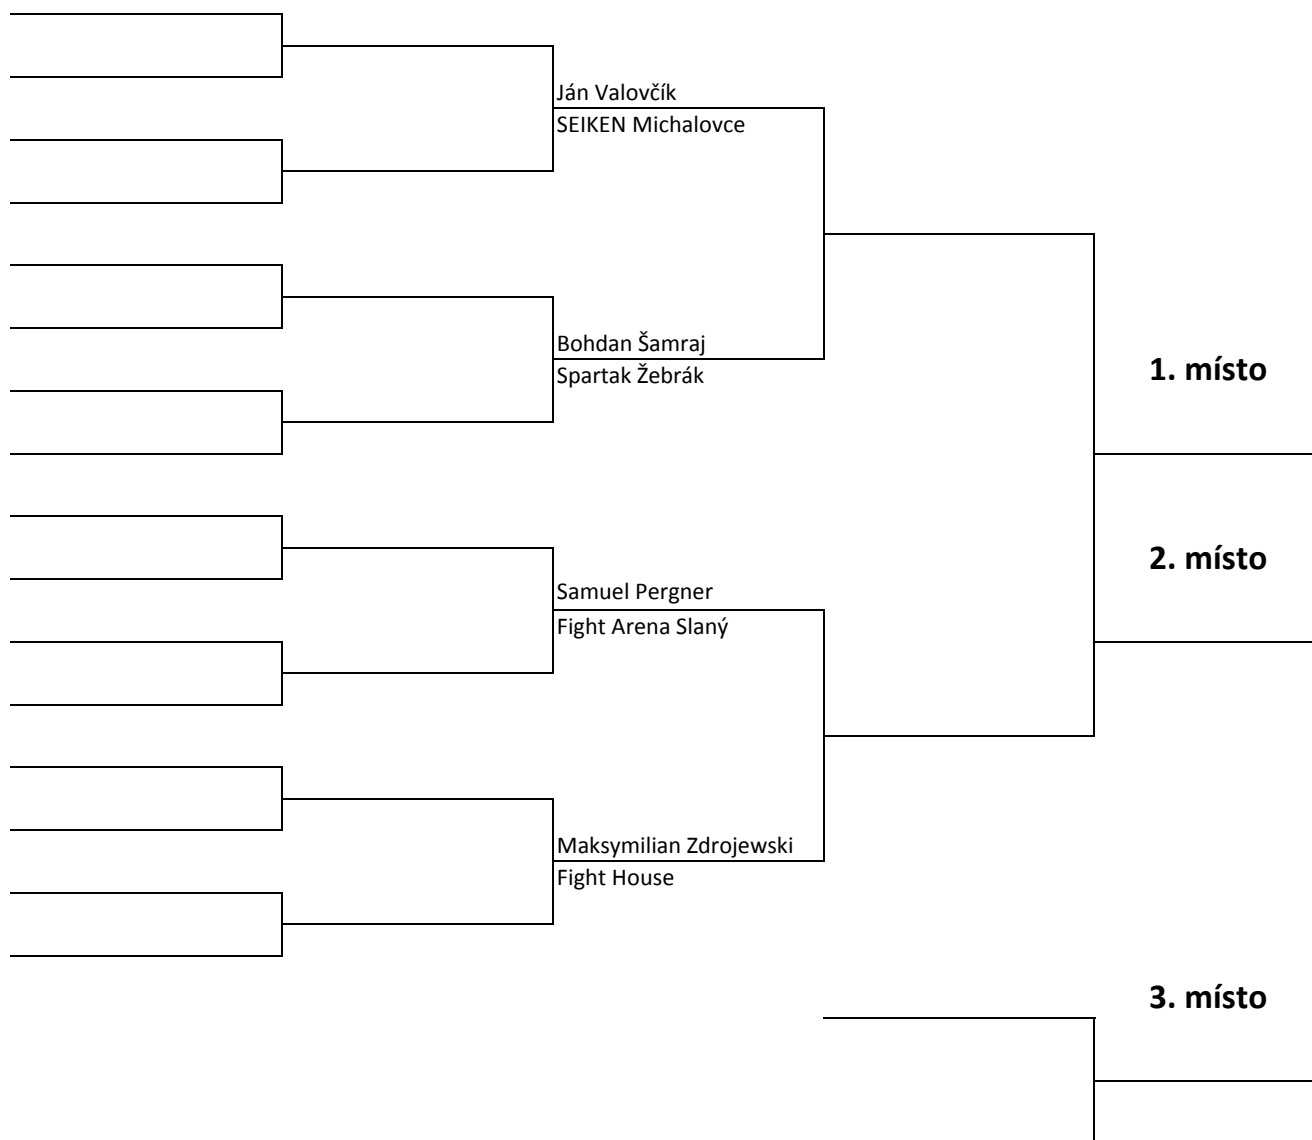 Ján Valovčík
SEIKEN Michalovce
Bohdan Šamraj
Spartak Žebrák
1. místo
2. místo
Samuel Pergner
Fight Arena Slaný
Maksymilian Zdrojewski
Fight House
3. místo